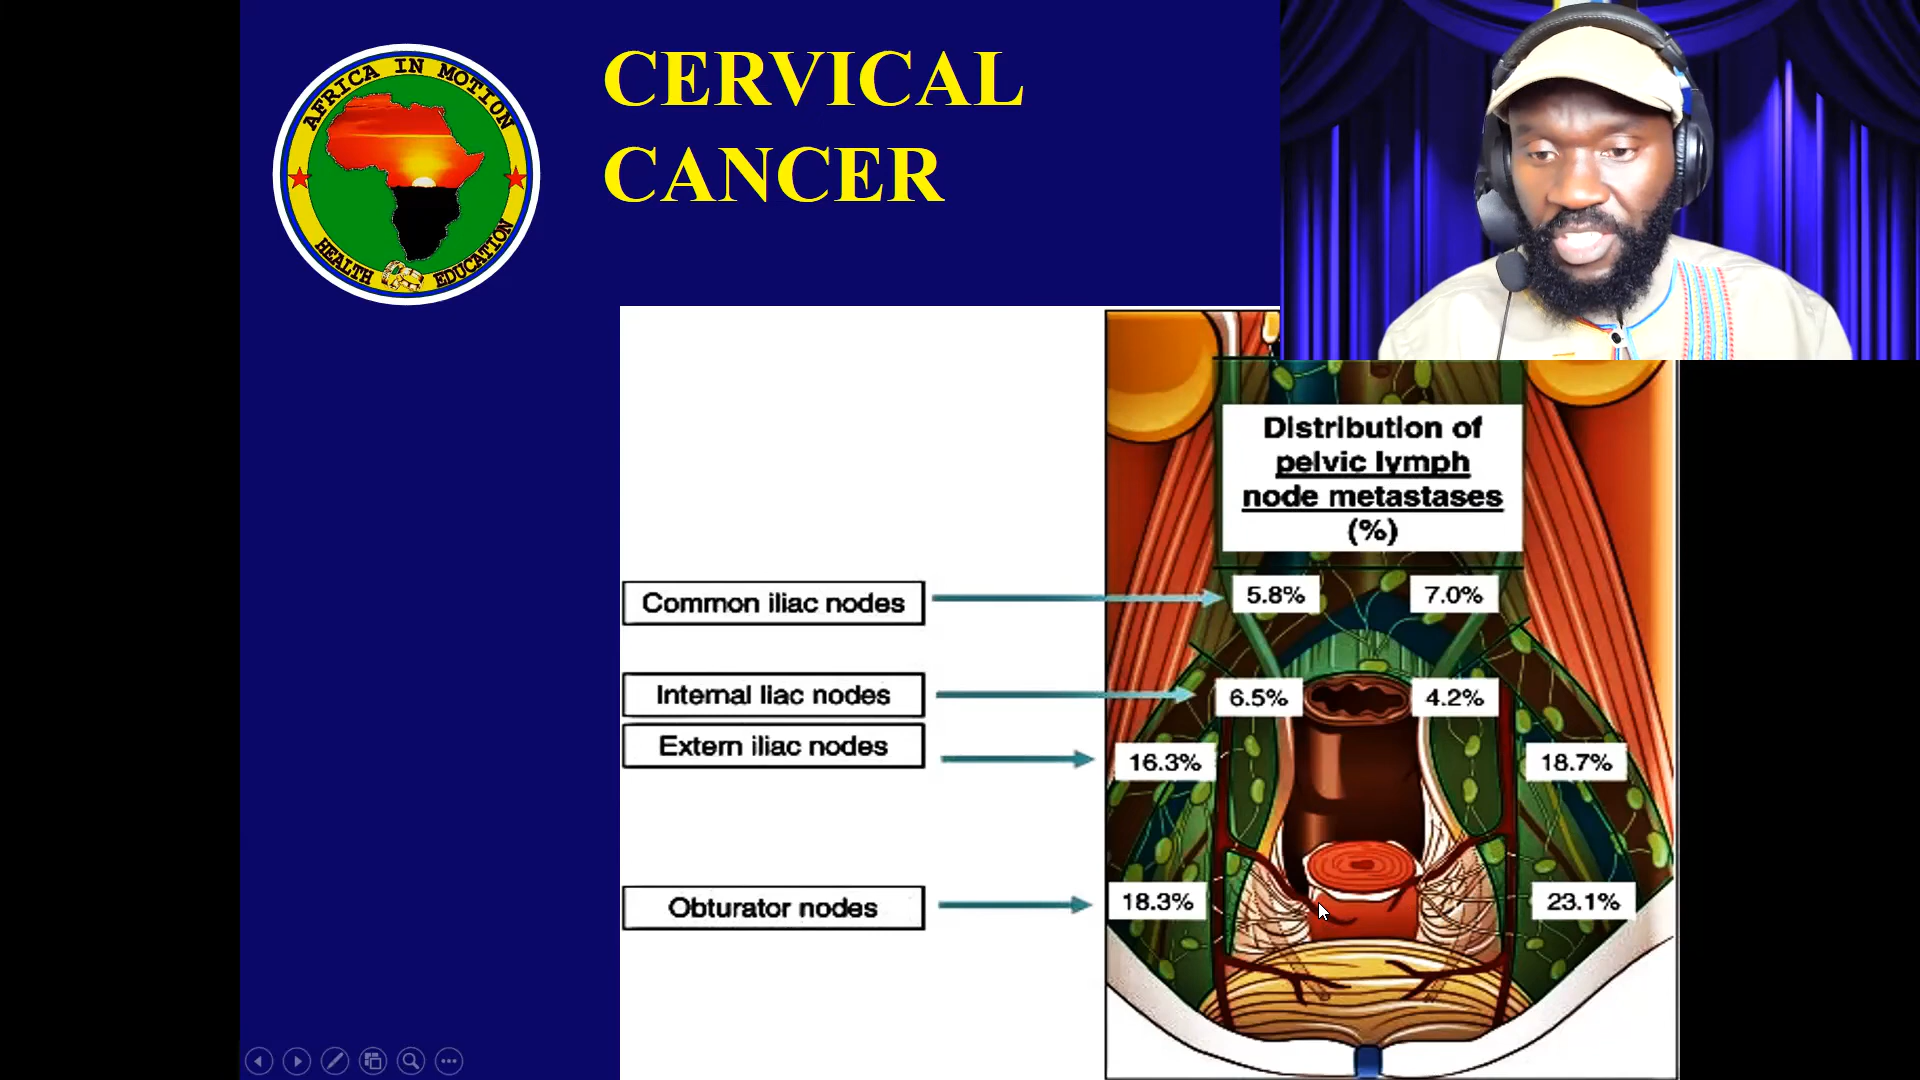 AFRICA IN MOTION
HEALTH EDUCATION
CERVICAL
CANCER
Distribution of
pelvic lymph
node metastases
(%)
Common iliac nodes
5.8%
7.0%
Internal Iiac nodes
6.5%
4.2%
Extern iliac nodes
16.3%
18.7%
Obturator nodes
18.3%
23.1%